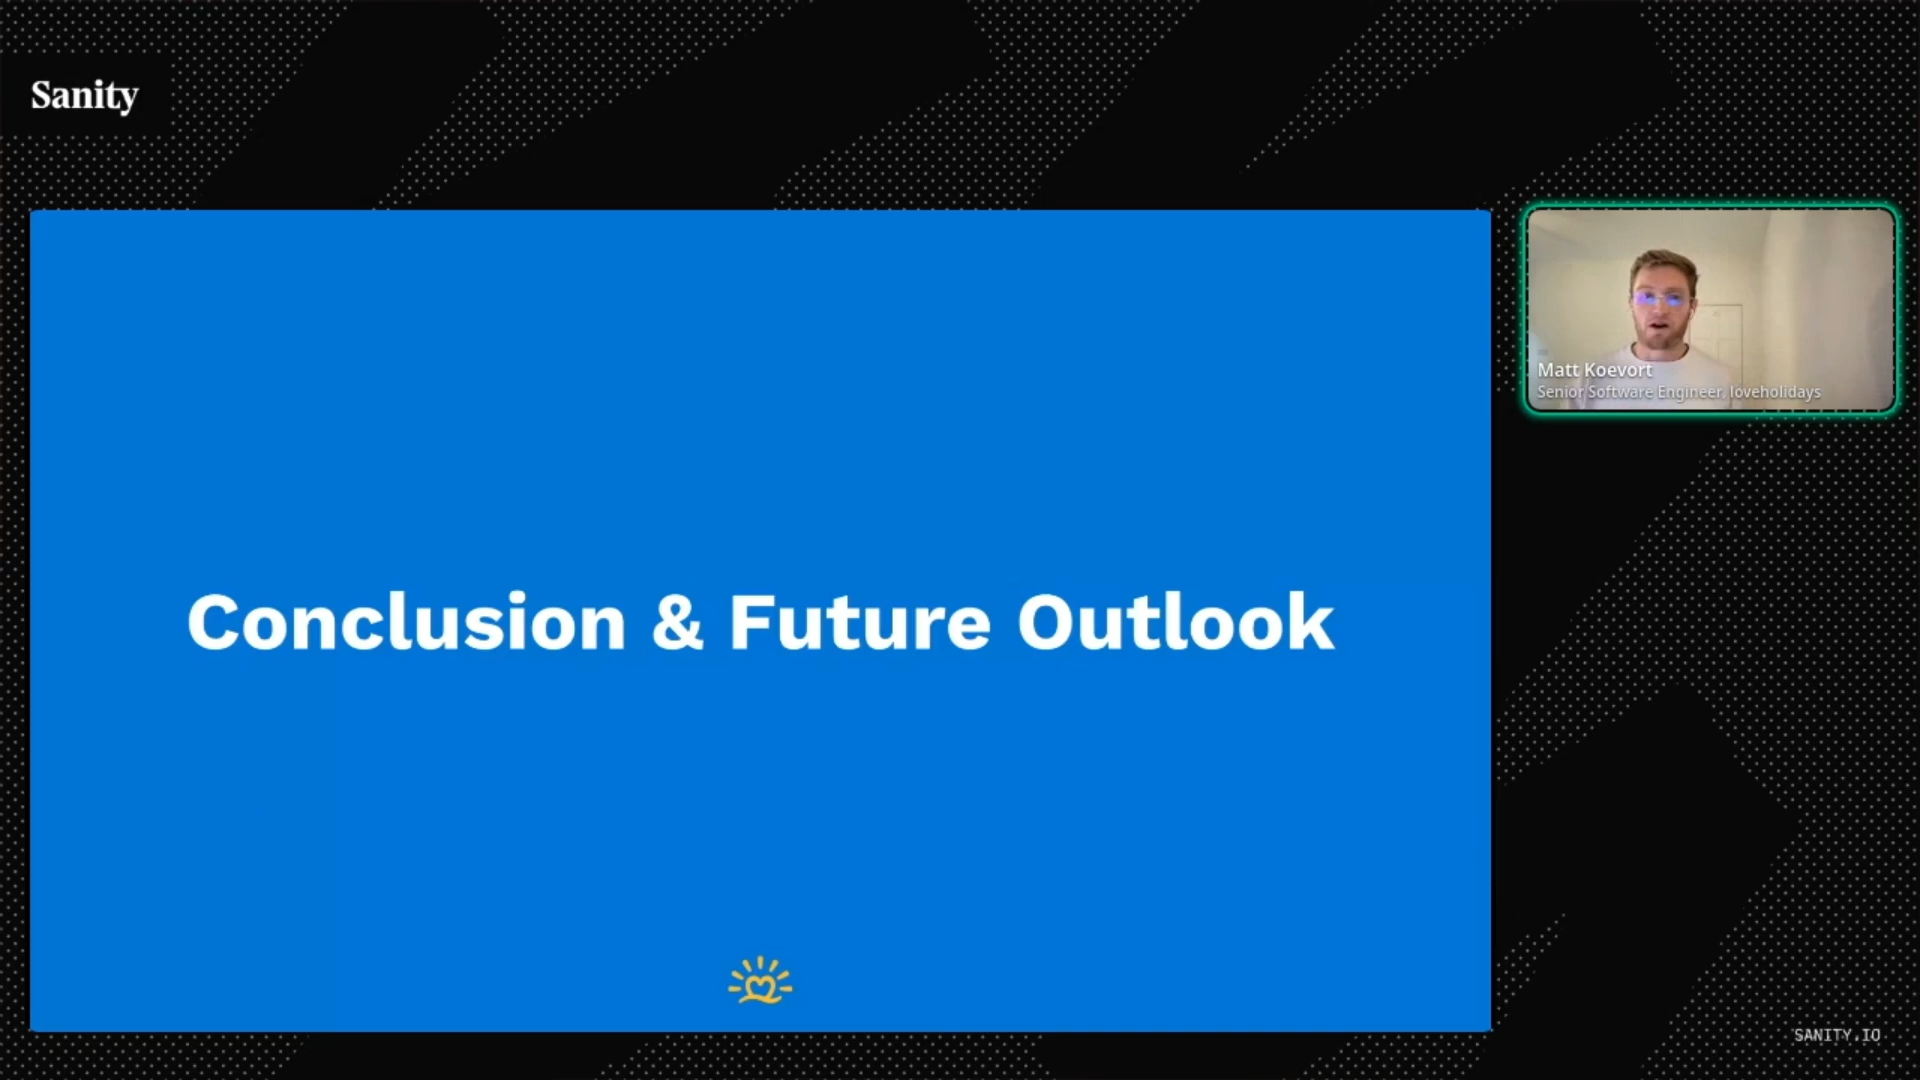 Sanity
Conclusion & Future Outlook
Matt Koevort
Senior Software Engineer, loveholidays
SANITY.IO